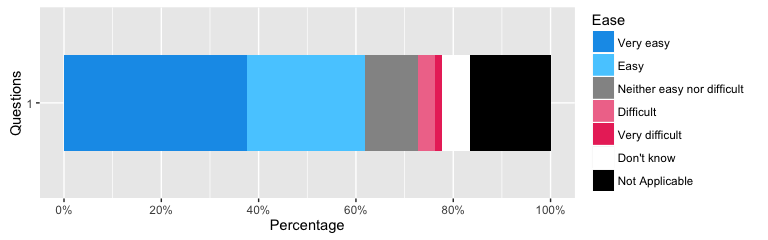 Questions
1
0%
20%
40%
60%
80%
100%
Percentage
Ease
Very easy
Easy
Neither easy nor difficult
Difficult
Very difficult
Don't know
Not Applicable